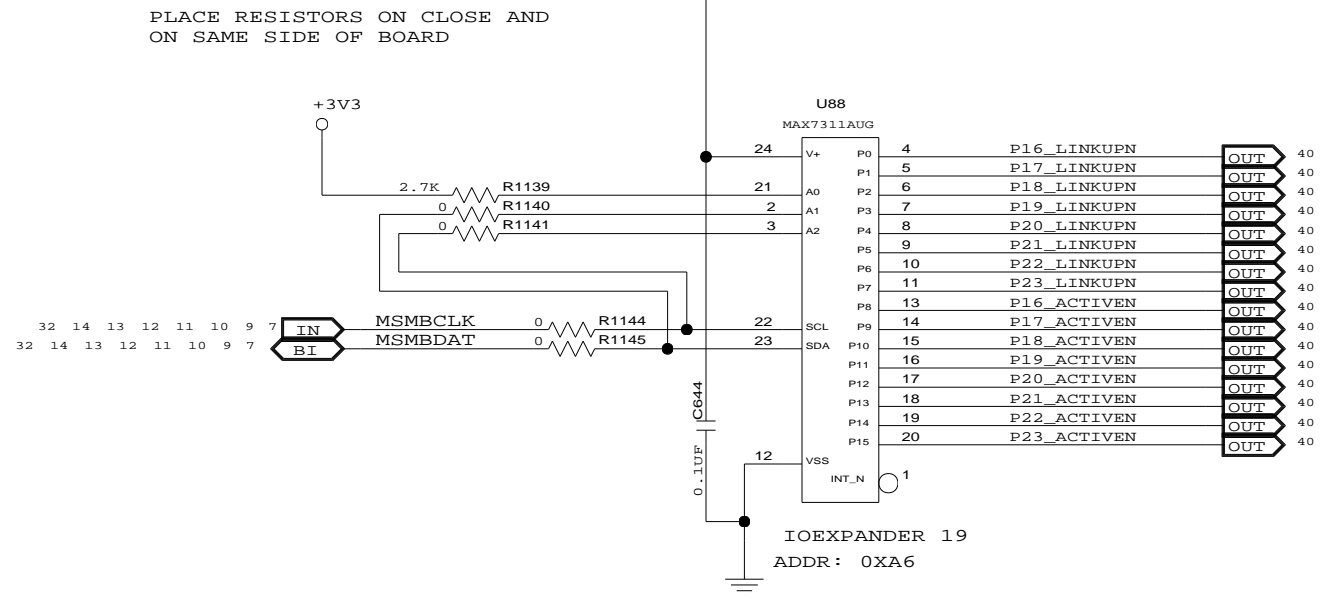 PLACE RESISTORS ON CLOSE AND
ON SAME SIDE OF BOARD
+3V3
U88
MAX7311AUG
24 V+ P0 4 P16_LINKUPN OUT 40
P1 5 P17_LINKUPN OUT 40
2.7K R1139 21 A0 P2 6 P18_LINKUPN OUT 40
0 R1140 2 A1 P3 7 P19_LINKUPN OUT 40
0 R1141 3 A2 P4 8 P20_LINKUPN OUT 40
P5 9 P21_LINKUPN OUT 40
P6 10 P22_LINKUPN OUT 40
P7 11 P23_LINKUPN OUT 40
P8 13 P16_ACTIVEN OUT 40
32 14 13 12 11 10 9 7 IN MSMBCLK 0 R1144 22 SCL P9 14 P17_ACTIVEN OUT 40
32 14 13 12 11 10 9 7 BI MSMBDAT 0 R1145 23 SDA P10 15 P18_ACTIVEN OUT 40
P11 16 P19_ACTIVEN OUT 40
P12 17 P20_ACTIVEN OUT 40
P13 18 P21_ACTIVEN OUT 40
P14 19 P22_ACTIVEN OUT 40
P15 20 P23_ACTIVEN OUT 40
C644
0.1UF
12 VSS
INT_N 1
IOEXPANDER 19
ADDR: 0XA6